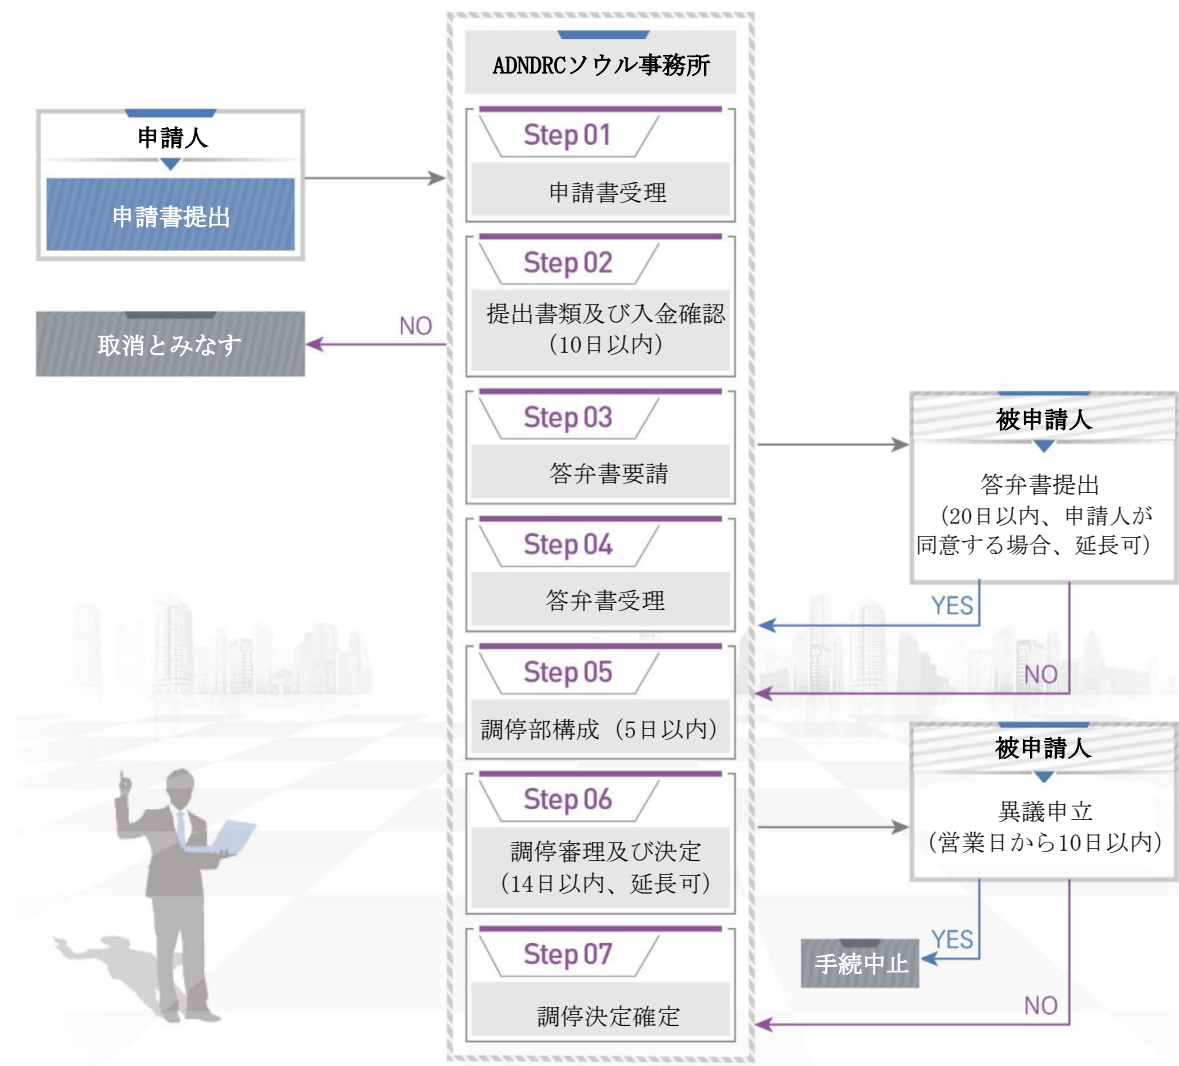 ADNDRCソウル事務所
申請人
申請書提出
Step 01
申請書受理
Step 02
提出書類及び入金確認
(10日以内)
NO
取消とみなす
Step 03
答弁書要請
被申請人
答弁書提出
(20日以内、申請人が
同意する場合、延長可)
Step 04
答弁書受理
YES
NO
Step 05
調停部構成 (5日以内)
Step 06
調停審理及び決定
(14日以内、延長可)
被申請人
異議申立
(営業日から10日以内)
YES
手続中止
NO
Step 07
調停決定確定